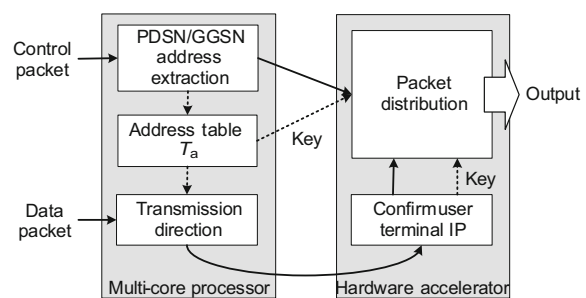 Control
packet
PDSN/GGSN
address
extraction
Packet
distribution
Output
Address table
Ta
Key
Key
Data
packet
Transmission
direction
Confirmuser
terminal IP
Multi-core processor
Hardware accelerator